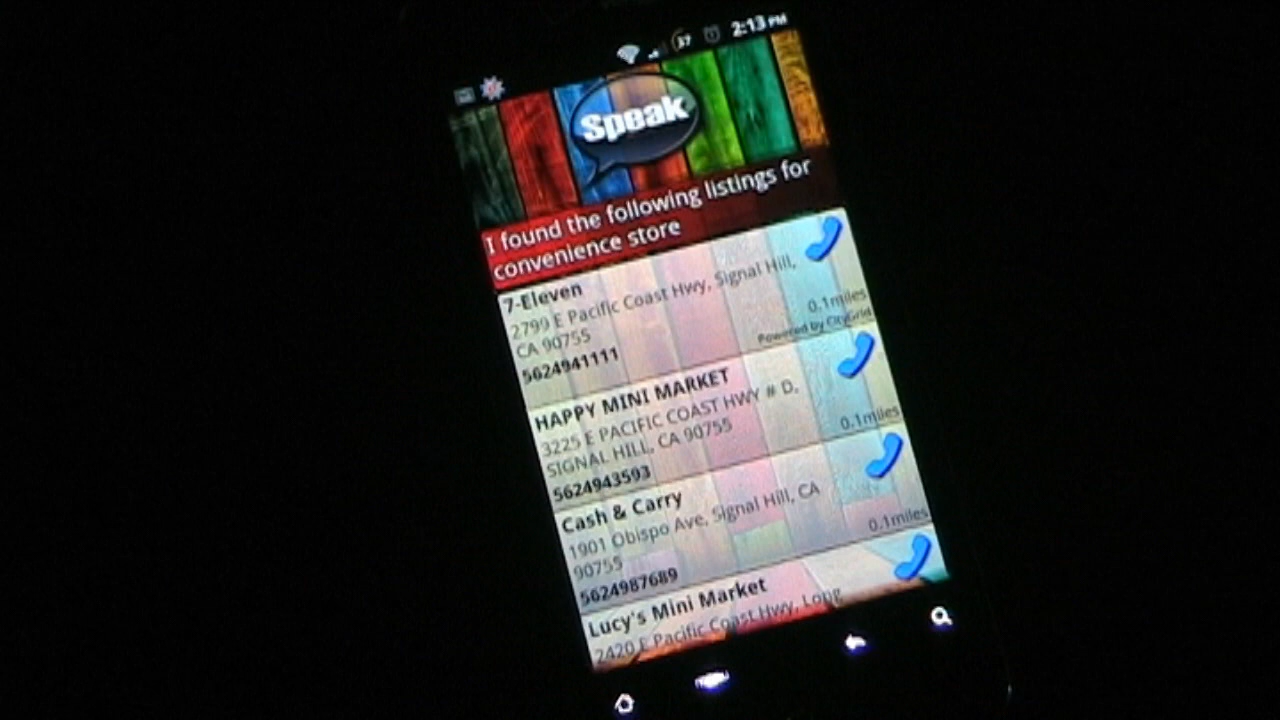 37 2:13 PM
Speak
I found the following listings for
convenience store
7-Eleven
2799 E Pacific Coast Hwy, Signal Hill,
CA 90755
5624941111
0.1miles
Powered by CityGrid
HAPPY MINI MARKET
3225 E PACIFIC COAST HWY # D,
SIGNAL HILL, CA 90755
5624943593
0.1miles
Cash & Carry
1901 Obispo Ave, Signal Hill, CA
90755
5624987689
0.1miles
Lucy's Mini Market
2420 E Pacific Coast Hwy, Long
menu